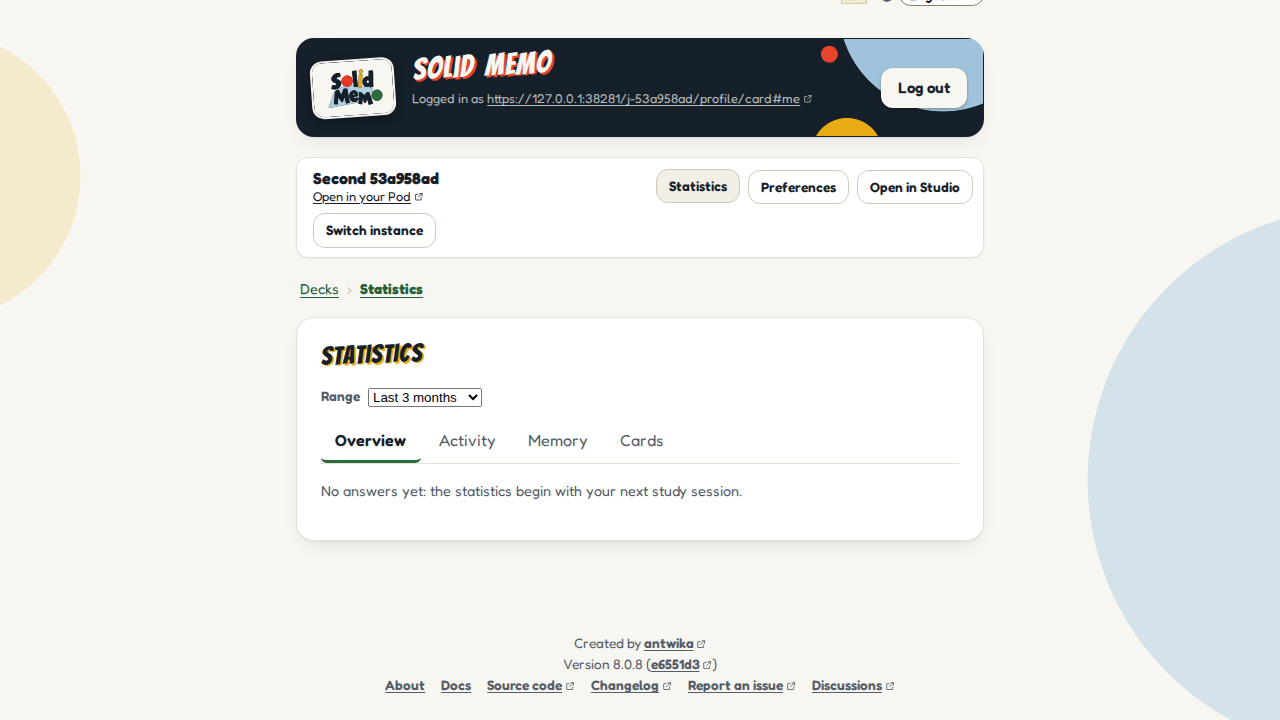 Solid Memo
SOLID MEMO
Logged in as https://127.0.0.1:38281/j-53a958ad/profile/card#me
Log out
Second 53a958ad
Open in your Pod
Statistics
Preferences
Open in Studio
Switch instance
Decks › Statistics
STATISTICS
Range Last 3 months
Overview Activity Memory Cards
No answers yet: the statistics begin with your next study session.
Created by antwika
Version 8.0.8 (e6551d3)
About Docs Source code Changelog Report an issue Discussions